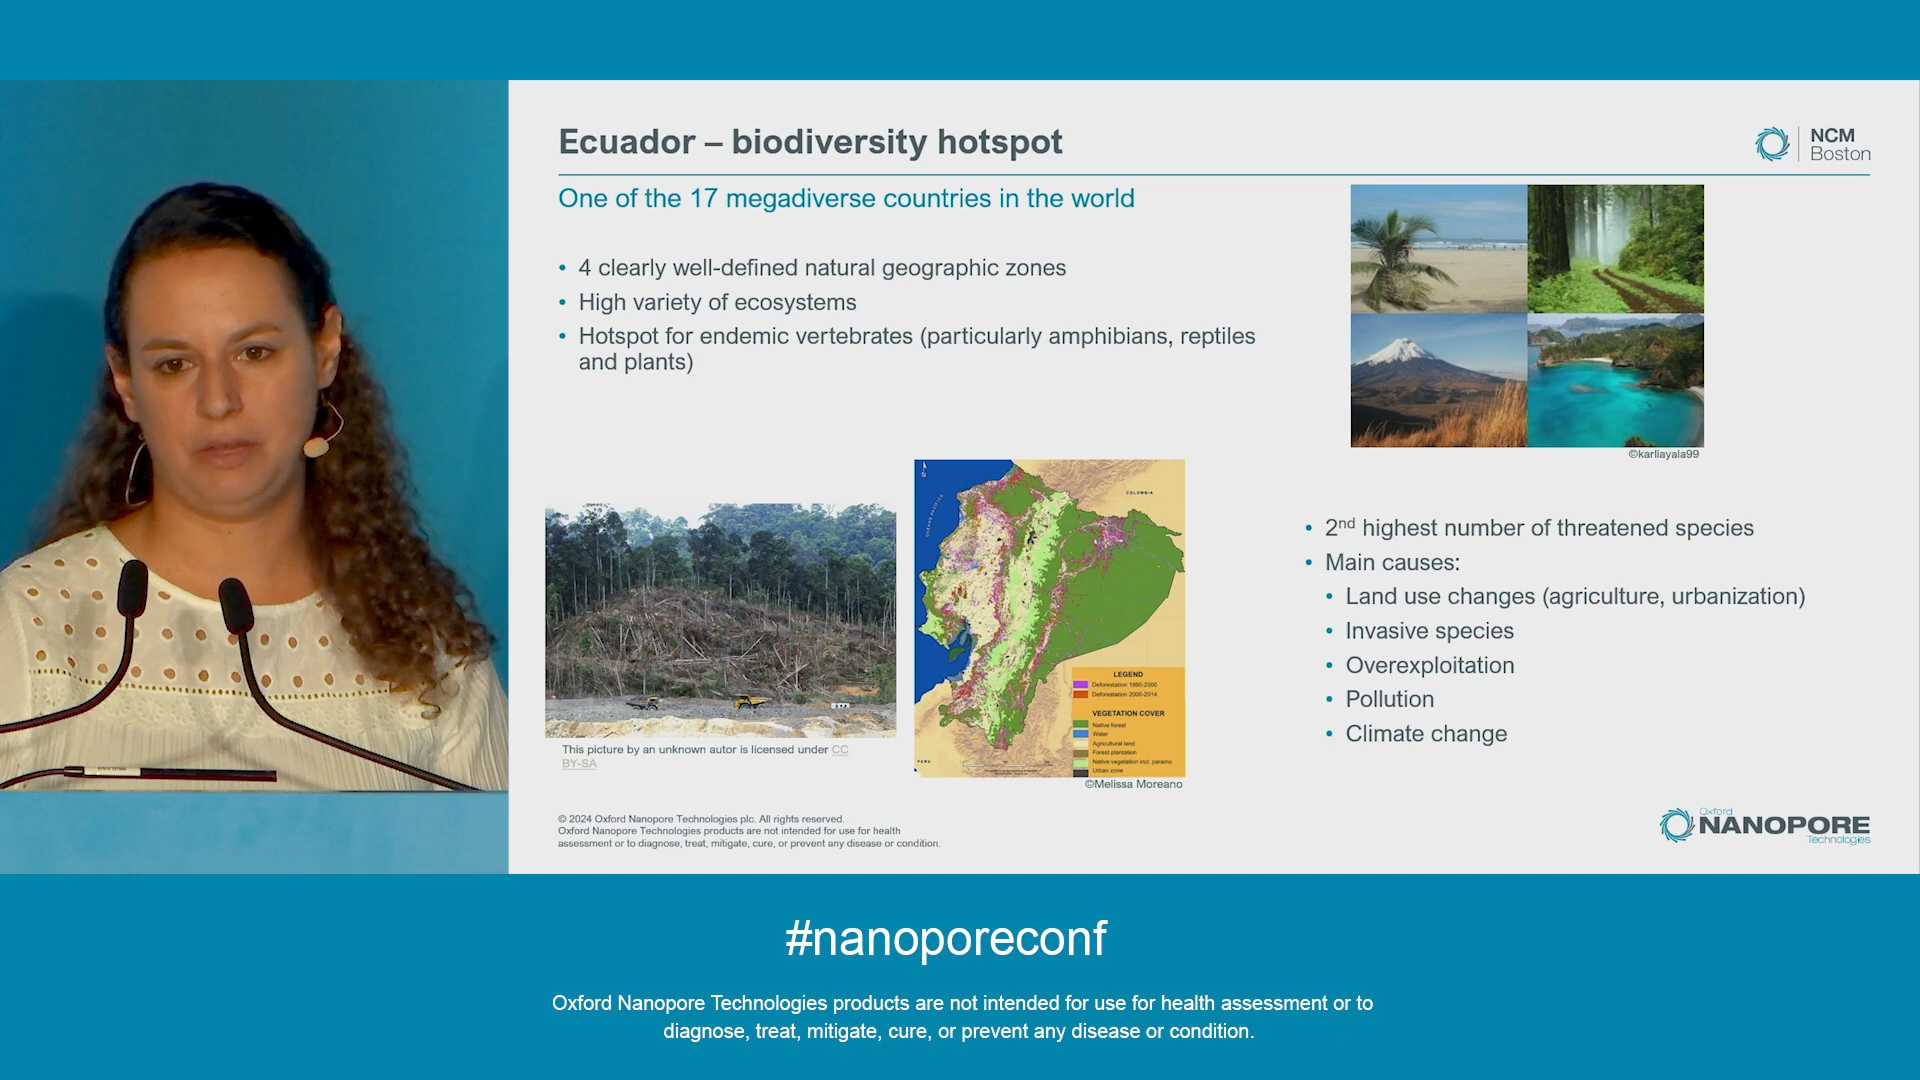 Ecuador – biodiversity hotspot
NCM
Boston
One of the 17 megadiverse countries in the world
• 4 clearly well-defined natural geographic zones
• High variety of ecosystems
• Hotspot for endemic vertebrates (particularly amphibians, reptiles
and plants)
©karliayala99
COLOMBIA
OCEANO PACIFICO
PERU
LEGEND
Deforestation 1990-2000
Deforestation 2000-2014
VEGETATION COVER
Native forest
Water
Agricultural land
Forest plantation
Native vegetation incl. paramo
Urban zone
©Melissa Moreano
This picture by an unknown autor is licensed under CC
BY-SA
• 2nd highest number of threatened species
• Main causes:
• Land use changes (agriculture, urbanization)
• Invasive species
• Overexploitation
• Pollution
• Climate change
© 2024 Oxford Nanopore Technologies plc. All rights reserved.
Oxford Nanopore Technologies products are not intended for use for health
assessment or to diagnose, treat, mitigate, cure, or prevent any disease or condition.
Oxford
NANOPORE
Technologies
#nanoporeconf
Oxford Nanopore Technologies products are not intended for use for health assessment or to
diagnose, treat, mitigate, cure, or prevent any disease or condition.